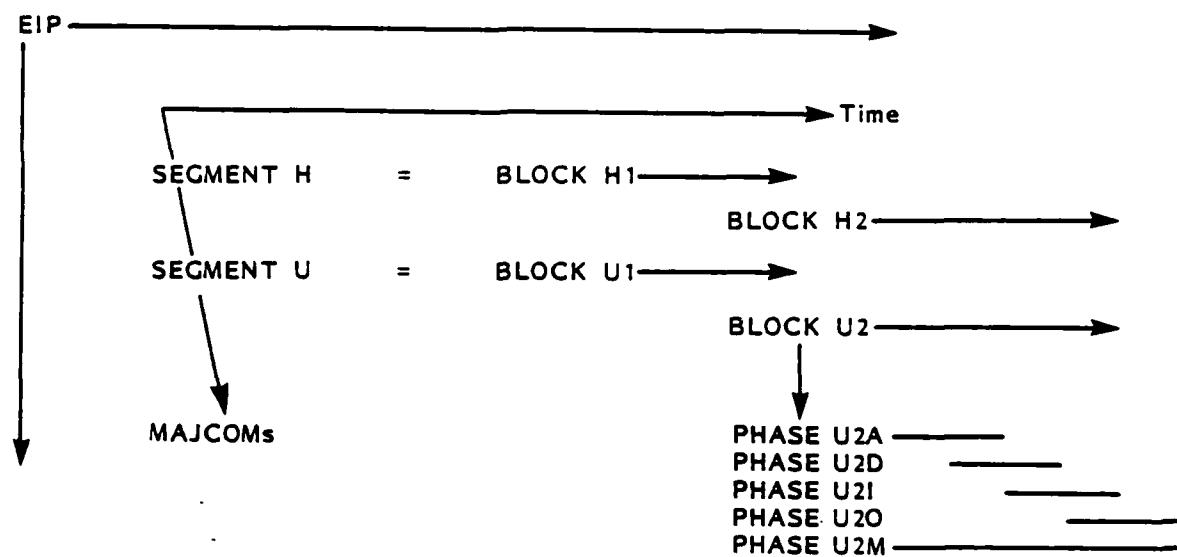 EIP
Time
SEGMENT H = BLOCK H1
BLOCK H2
SEGMENT U = BLOCK U1
BLOCK U2
MAJCOMs
PHASE U2A
PHASE U2D
PHASE U2I
PHASE U2O
PHASE U2M